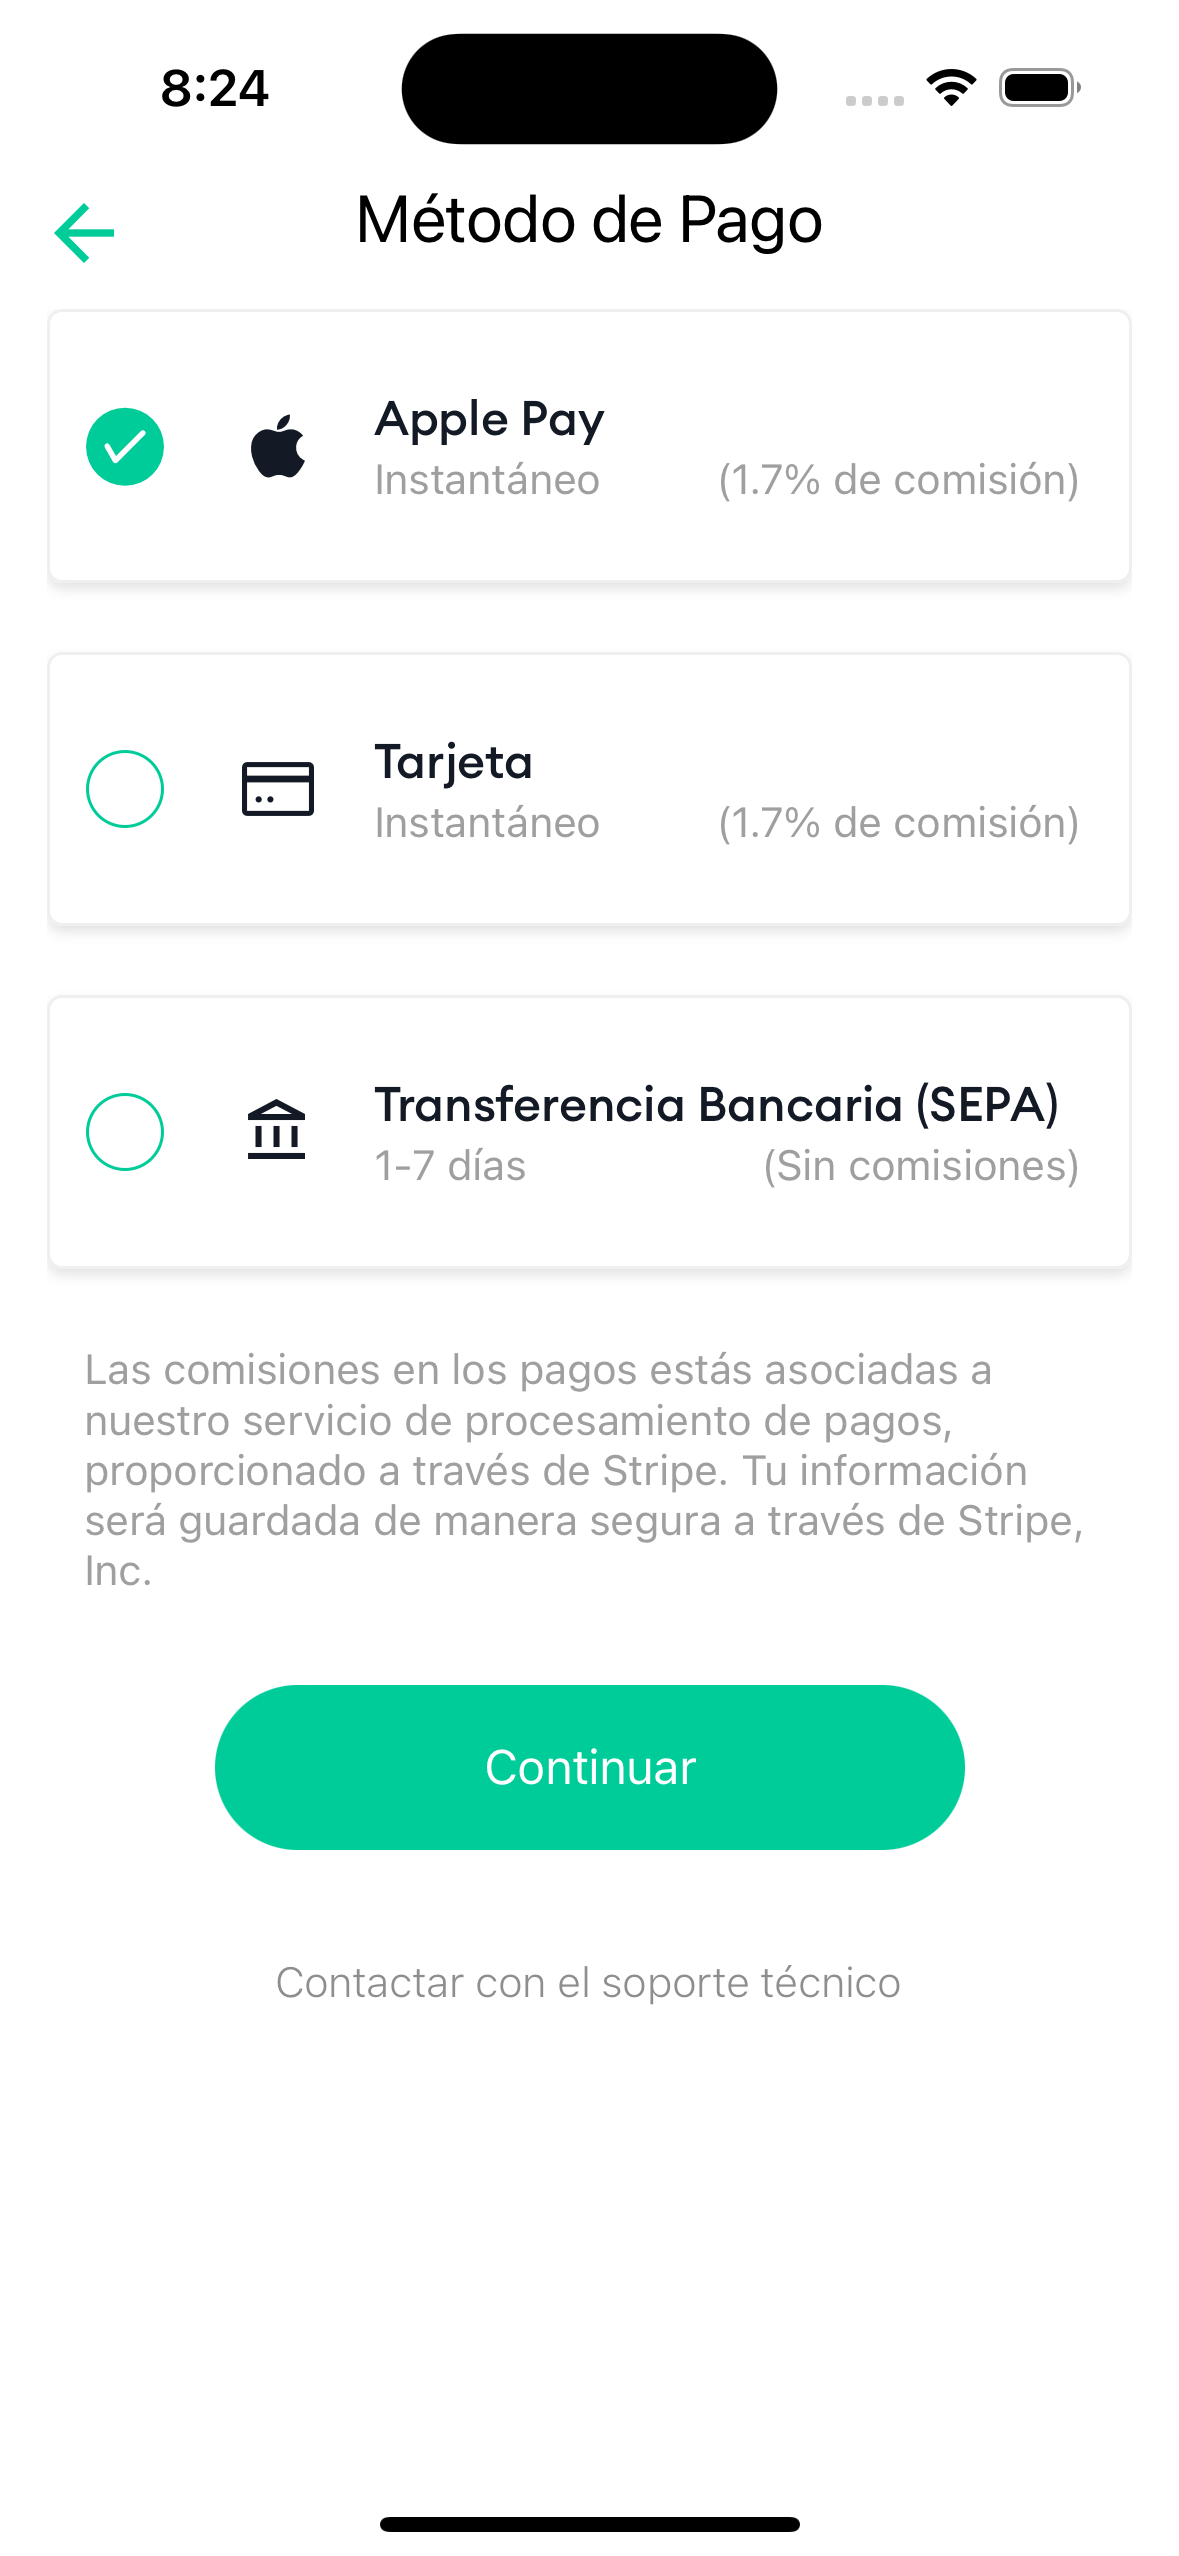 8:24
Método de Pago
Apple Pay
Instantáneo (1.7% de comisión)
Tarjeta
Instantáneo (1.7% de comisión)
Transferencia Bancaria (SEPA)
1-7 días (Sin comisiones)
Las comisiones en los pagos estás asociadas a
nuestro servicio de procesamiento de pagos,
proporcionado a través de Stripe. Tu información
será guardada de manera segura a través de Stripe,
Inc.
Continuar
Contactar con el soporte técnico